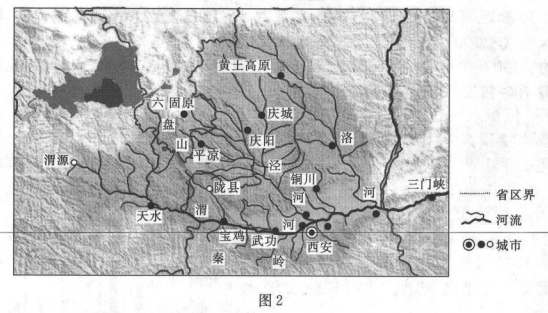 黄土高原
六
固原
盘
山
庆城
庆阳
洛
平凉
泾
渭源
陇县
铜川
河
河
三门峡
天水
渭
河
宝鸡
武功
西安
秦
岭
省区界
河流
城市
图2